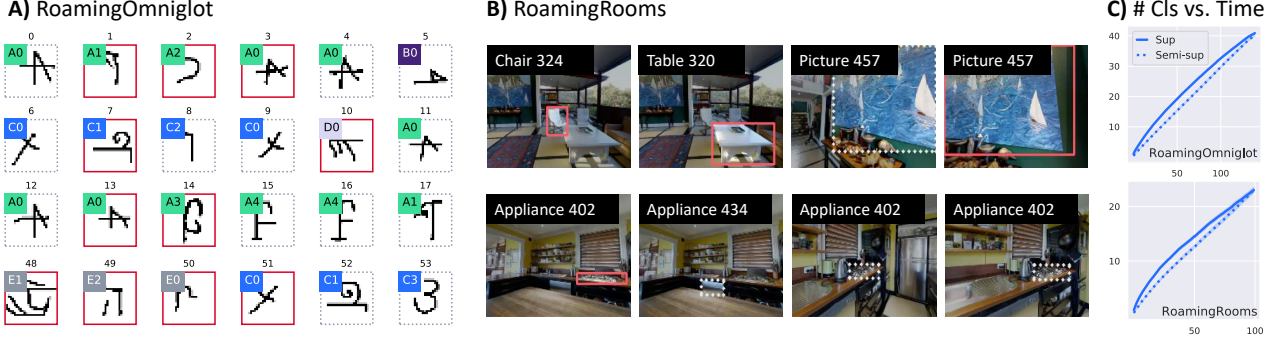 A) RoamingOmniglot
0 1 2 3 4 5
A0 A1 A2 A0 A0 B0
6 7 8 9 10 11
C0 C1 C2 C0 D0 A0
12 13 14 15 16 17
A0 A0 A3 A4 A4 A1
48 49 50 51 52 53
E1 E2 E0 C0 C1 C3
B) RoamingRooms
Chair 324 Table 320 Picture 457 Picture 457
Appliance 402 Appliance 434 Appliance 402 Appliance 402
C) # Cls vs. Time
40
Sup
Semi-sup
30
20
10
RoamingOmniglot
50 100
20
10
RoamingRooms
50 100